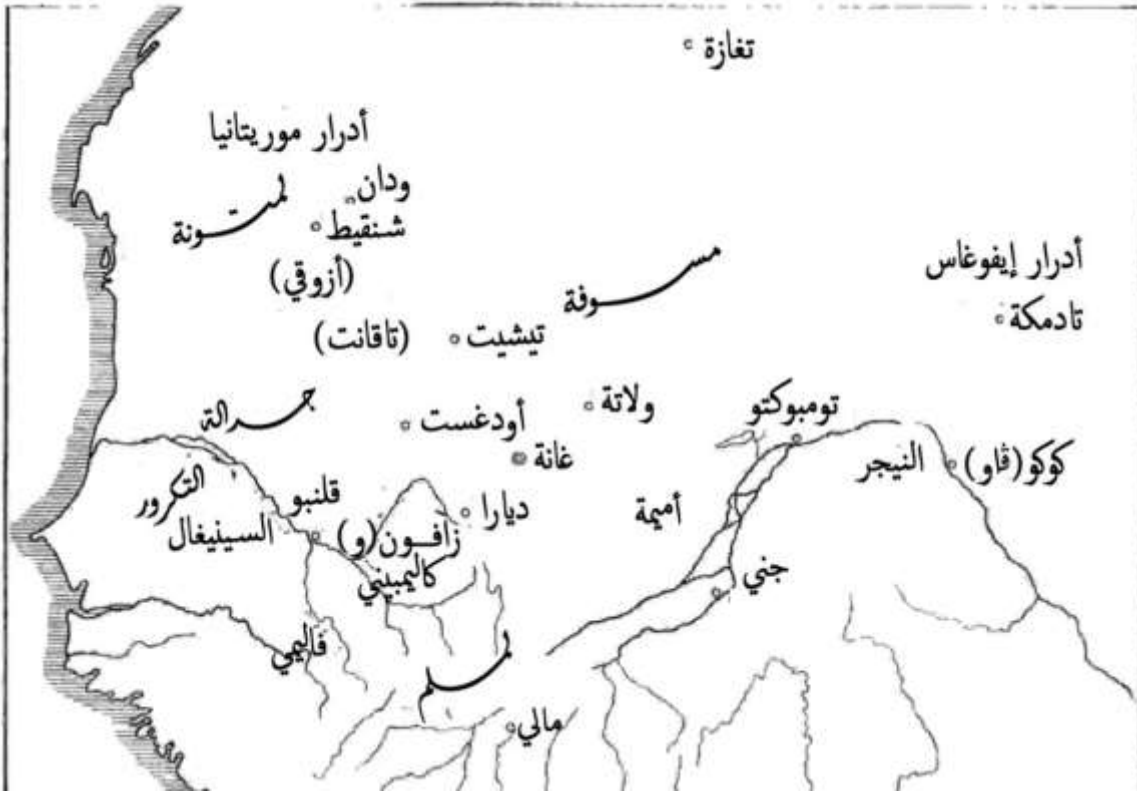 تغازة
أدرار موريتانيا
ودان
لمتونة
شنقيط
(أزوقي)
مسوفة
أدرار إيفوغاس
تادمكة
تيشيت
(تاقانت)
جدالة
ولاتة
تومبوكتو
أودغست
غانة
كوكو (ڤاو)
النيجر
التكرور
قلنبو
السينيغال
ديارا
زافون (و)
أميمة
كاليمبيني
جني
فاليمي
لملم
مالي